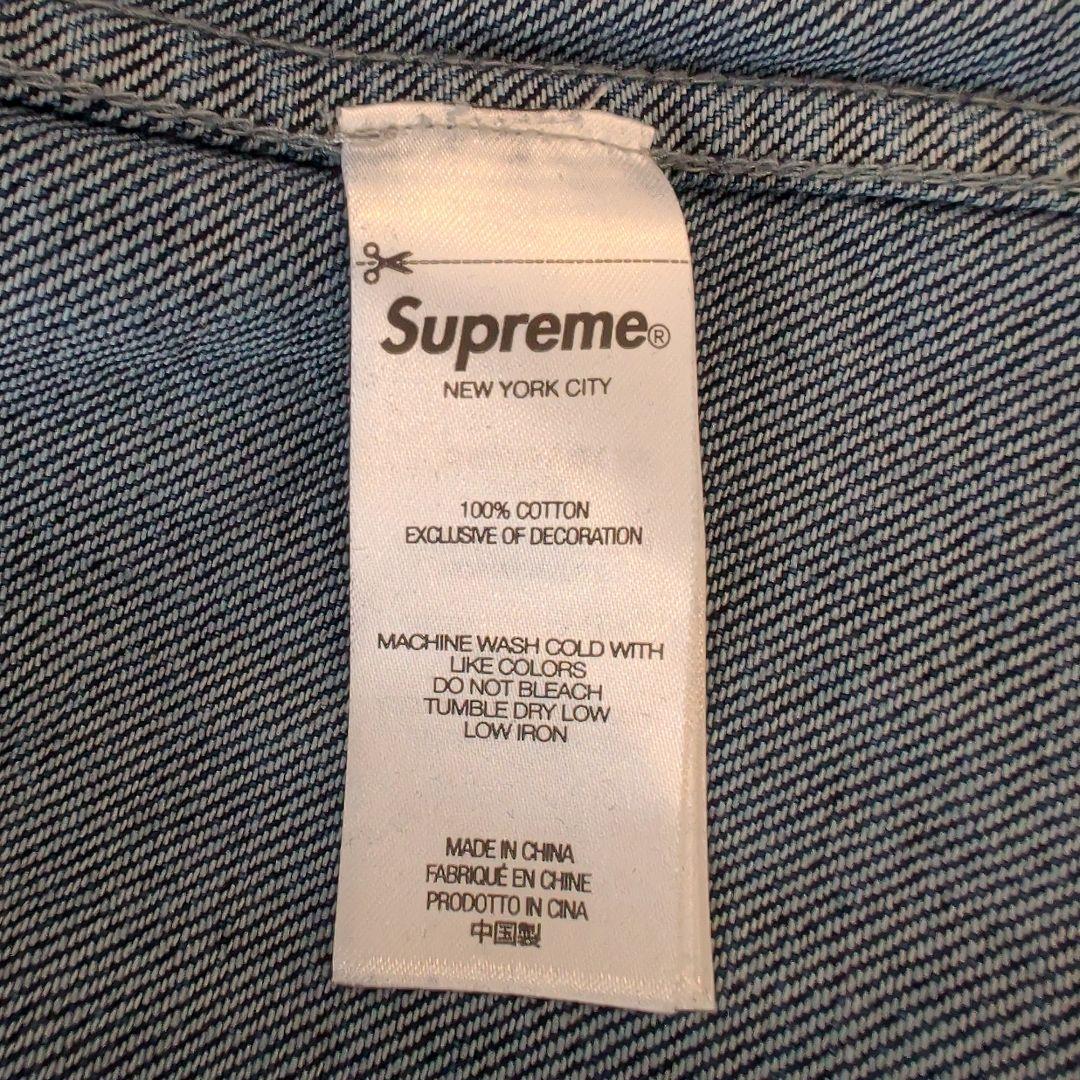 Supreme®
NEW YORK CITY
100% COTTON
EXCLUSIVE OF DECORATION
MACHINE WASH COLD WITH
LIKE COLORS
DO NOT BLEACH
TUMBLE DRY LOW
LOW IRON
MADE IN CHINA
FABRIQUÉ EN CHINE
PRODOTTO IN CINA
中国製